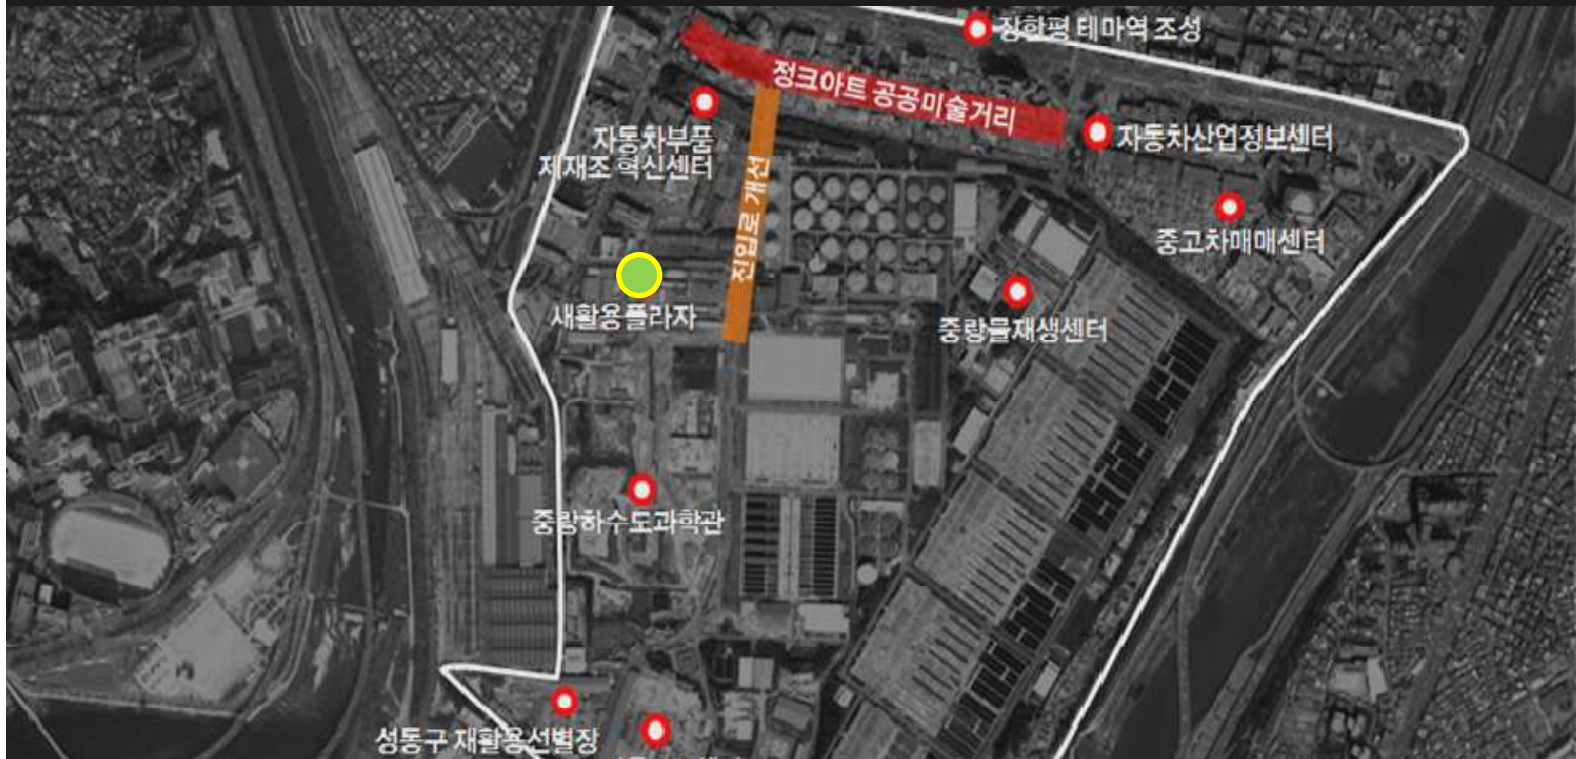 장한평 테마역 조성
정크아트 공공미술거리
자동차부품
재제조 혁신센터
자동차산업정보센터
진입로 개선
중고차매매센터
새활용플라자
중랑물재생센터
중랑하수도과학관
성동구 재활용선별장